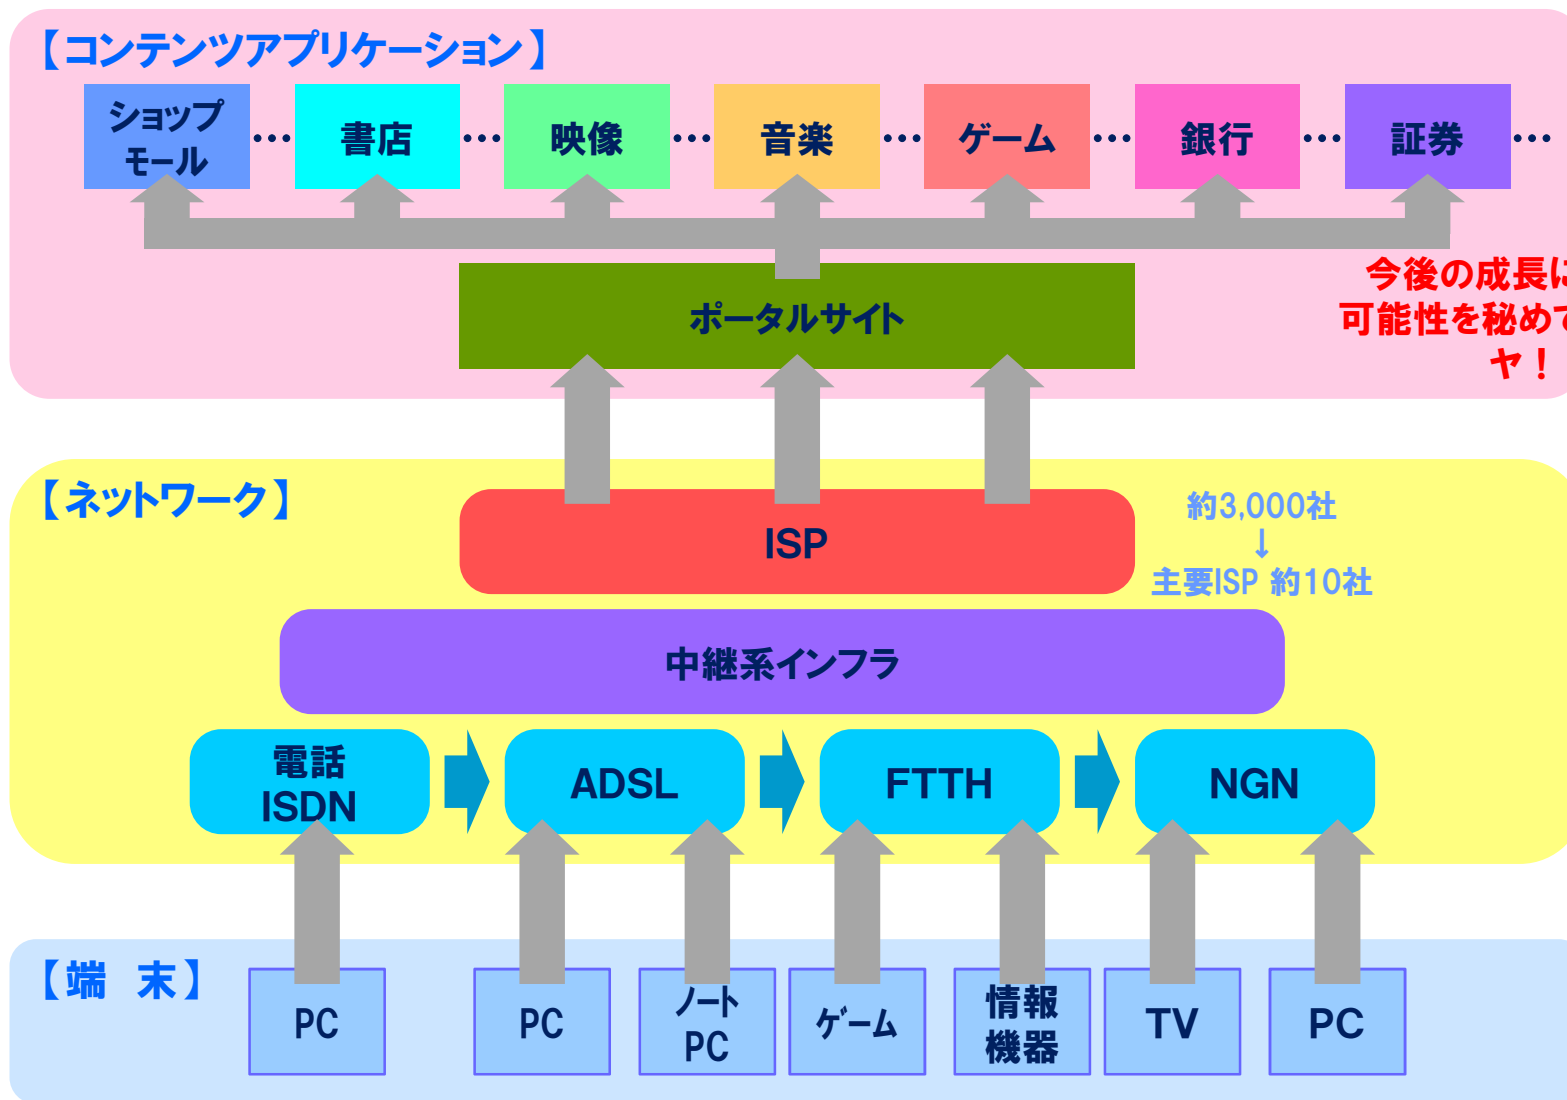 【コンテンツアプリケーション】
ショップ
モール
…
書店
…
映像
…
音楽
…
ゲーム
…
銀行
…
証券
…
ポータルサイト
今後の成長に
可能性を秘めて
ヤ！
【ネットワーク】
ISP
約3,000社
↓
主要ISP 約10社
中継系インフラ
電話
ISDN
ADSL
FTTH
NGN
【端　末】
PC
PC
ノート
PC
ゲーム
情報
機器
TV
PC